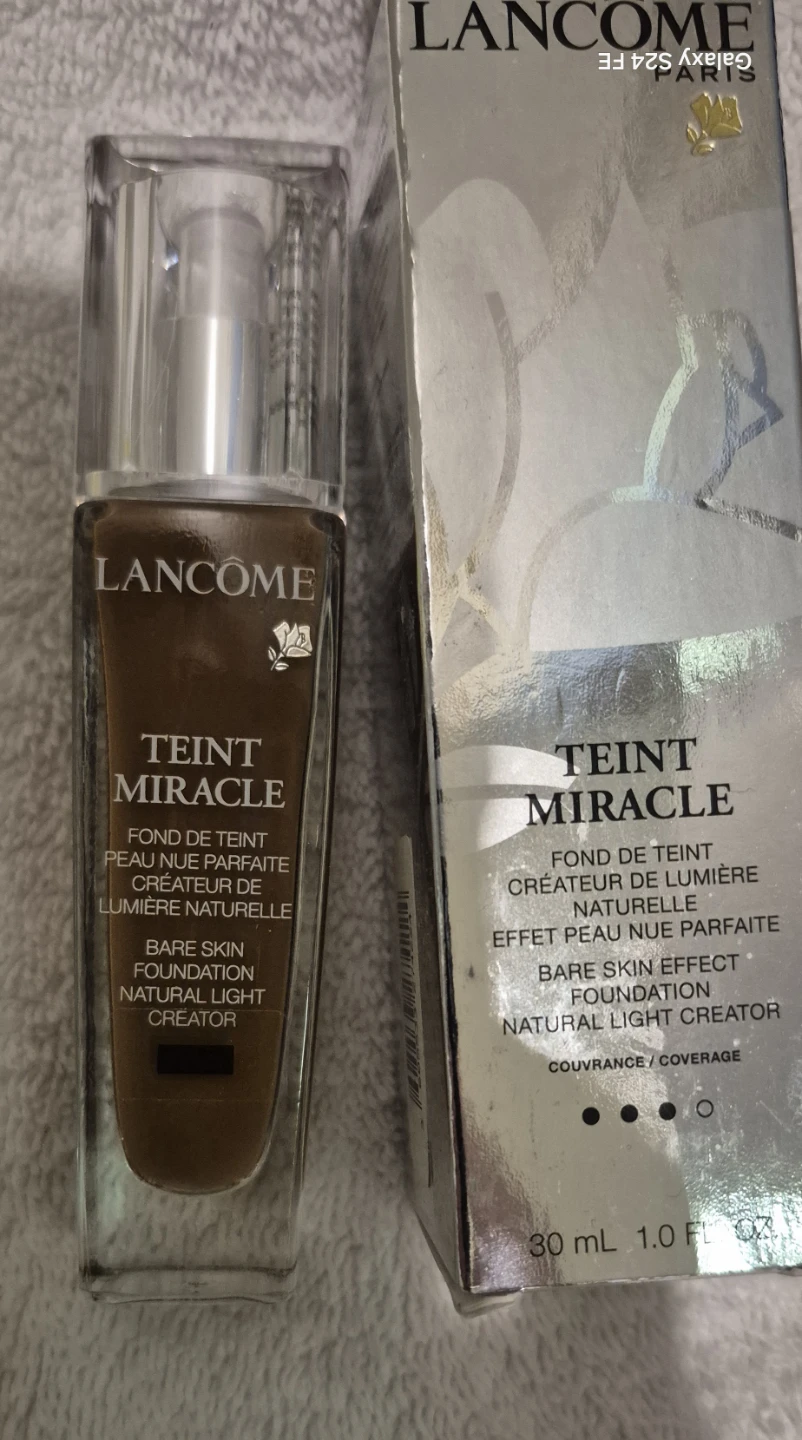 LANCÔME
TEINT
MIRACLE
FOND DE TEINT
PEAU NUE PARFAITE
CRÉATEUR DE
LUMIÈRE NATURELLE
BARE SKIN
FOUNDATION
NATURAL LIGHT
CREATOR
LANCÔME
PARIS
Galaxy S24 FE
TEINT
MIRACLE
FOND DE TEINT
CRÉATEUR DE LUMIÈRE
NATURELLE
EFFET PEAU NUE PARFAITE
BARE SKIN EFFECT
FOUNDATION
NATURAL LIGHT CREATOR
COUVRANCE / COVERAGE
30 mL 1.0 FL OZ.